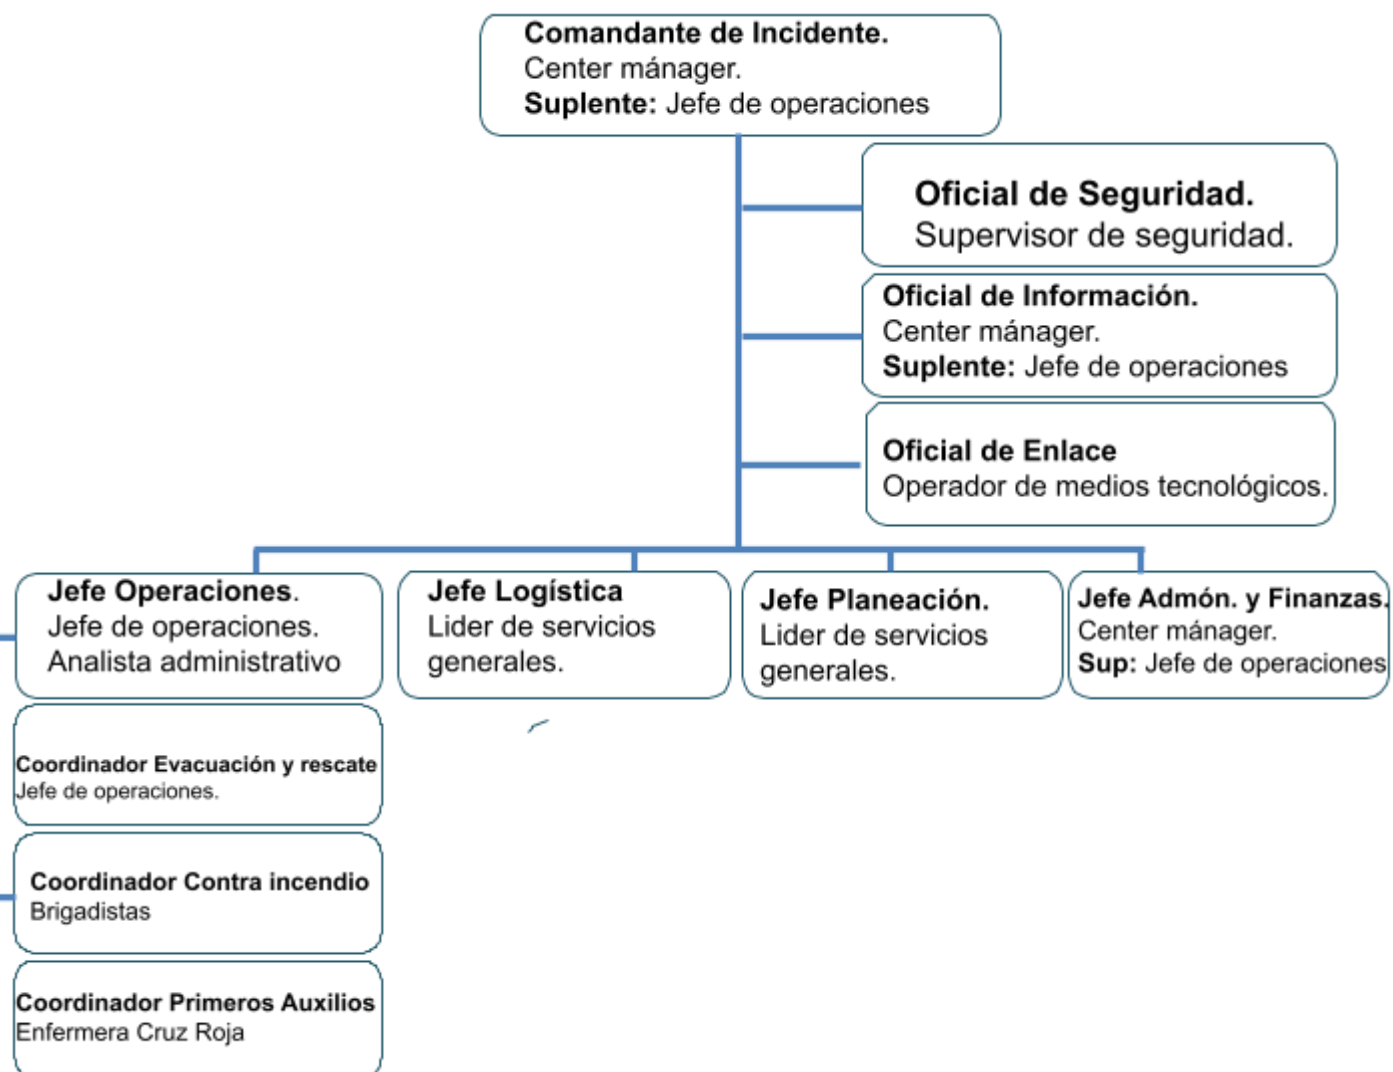 Comandante de Incidente.
Center mánager.
Suplente: Jefe de operaciones
Oficial de Seguridad.
Supervisor de seguridad.
Oficial de Información.
Center mánager.
Suplente: Jefe de operaciones
Oficial de Enlace
Operador de medios tecnológicos.
Jefe Operaciones.
Jefe de operaciones.
Analista administrativo
Jefe Logística
Lider de servicios
generales.
Jefe Planeación.
Lider de servicios
generales.
Jefe Admón. y Finanzas.
Center mánager.
Sup: Jefe de operaciones
Coordinador Evacuación y rescate
Jefe de operaciones.
Coordinador Contra incendio
Brigadistas
Coordinador Primeros Auxilios
Enfermera Cruz Roja